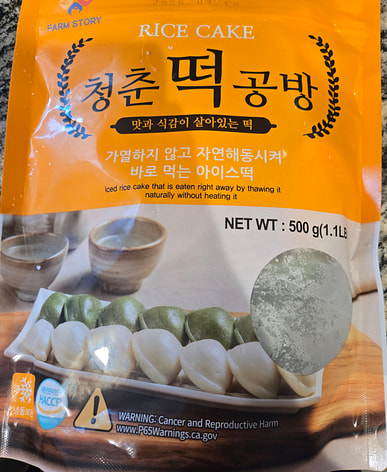 FARM STORY
RICE CAKE
청춘 떡 공방
맛과 식감이 살아있는 떡
가열하지 않고 자연해동시켜
바로 먹는 아이스떡
Iced rice cake that is eaten right away by thawing it
naturally without heating it
NET WT : 500 g(1.1LB
HACCP
WARNING: Cancer and Reproductive Harm
www.P65Warnings.ca.gov